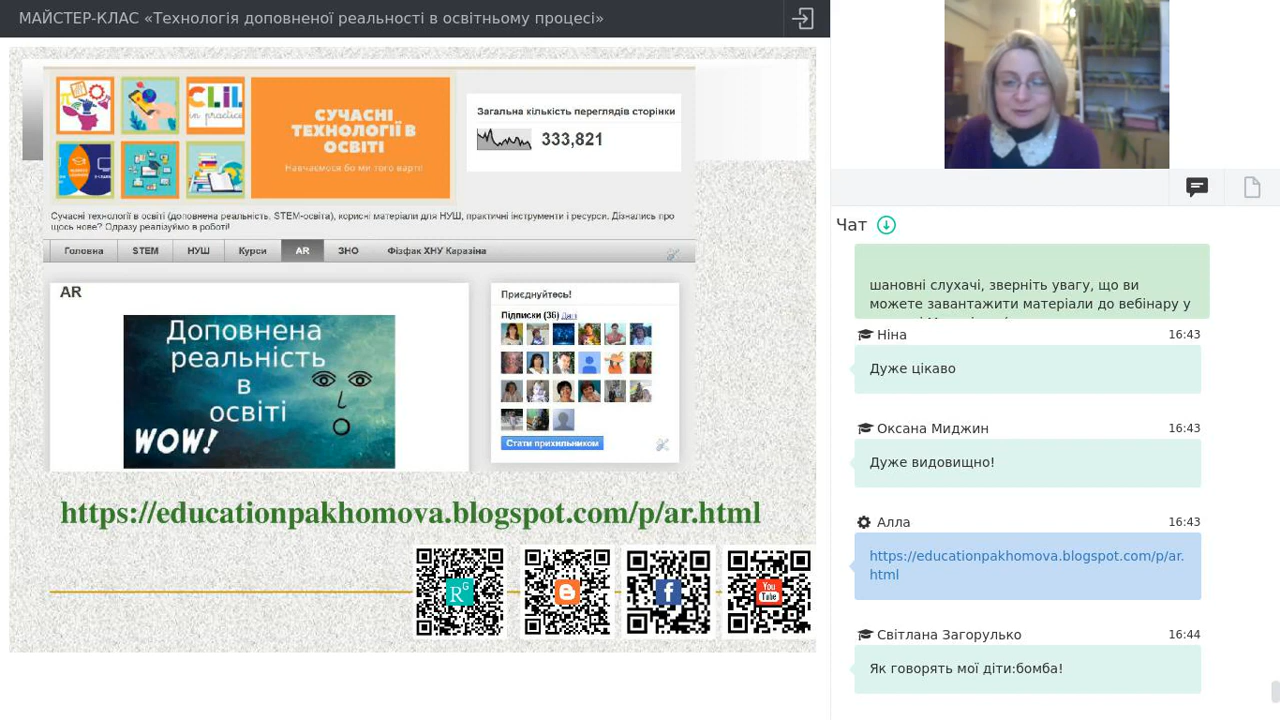 МАЙСТЕР-КЛАС «Технологія доповненої реальності в освітньому процесі»
CLIL
in practice
СУЧАСНІ
ТЕХНОЛОГІЇ В
ОСВІТІ
Навчаємося бо ми того варті!
Загальна кількість переглядів сторінки
333,821
Сучасні технології в освіті (доповнена реальність, STEM-освіта), корисні матеріали для НУШ, практичні інструменти і ресурси. Дізнались про
щось нове? Одразу реалізуймо в роботі!
Головна STEM НУШ Курси AR ЗНО Фізфак ХНУ Каразіна
AR
Доповнена
реальність
в
освіті
WOW!
Приєднуйтесь!
Підписки (36) Далі
Стати прихильником
https://educationpakhomova.blogspot.com/p/ar.html
RG
You
Tube
Чат
шановні слухачі, зверніть увагу, що ви
можете завантажити матеріали до вебінару у
Ніна 16:43
Дуже цікаво
Оксана Миджин 16:43
Дуже видовищно!
Алла 16:43
https://educationpakhomova.blogspot.com/p/ar.
html
Світлана Загорулько 16:44
Як говорять мої діти:бомба!